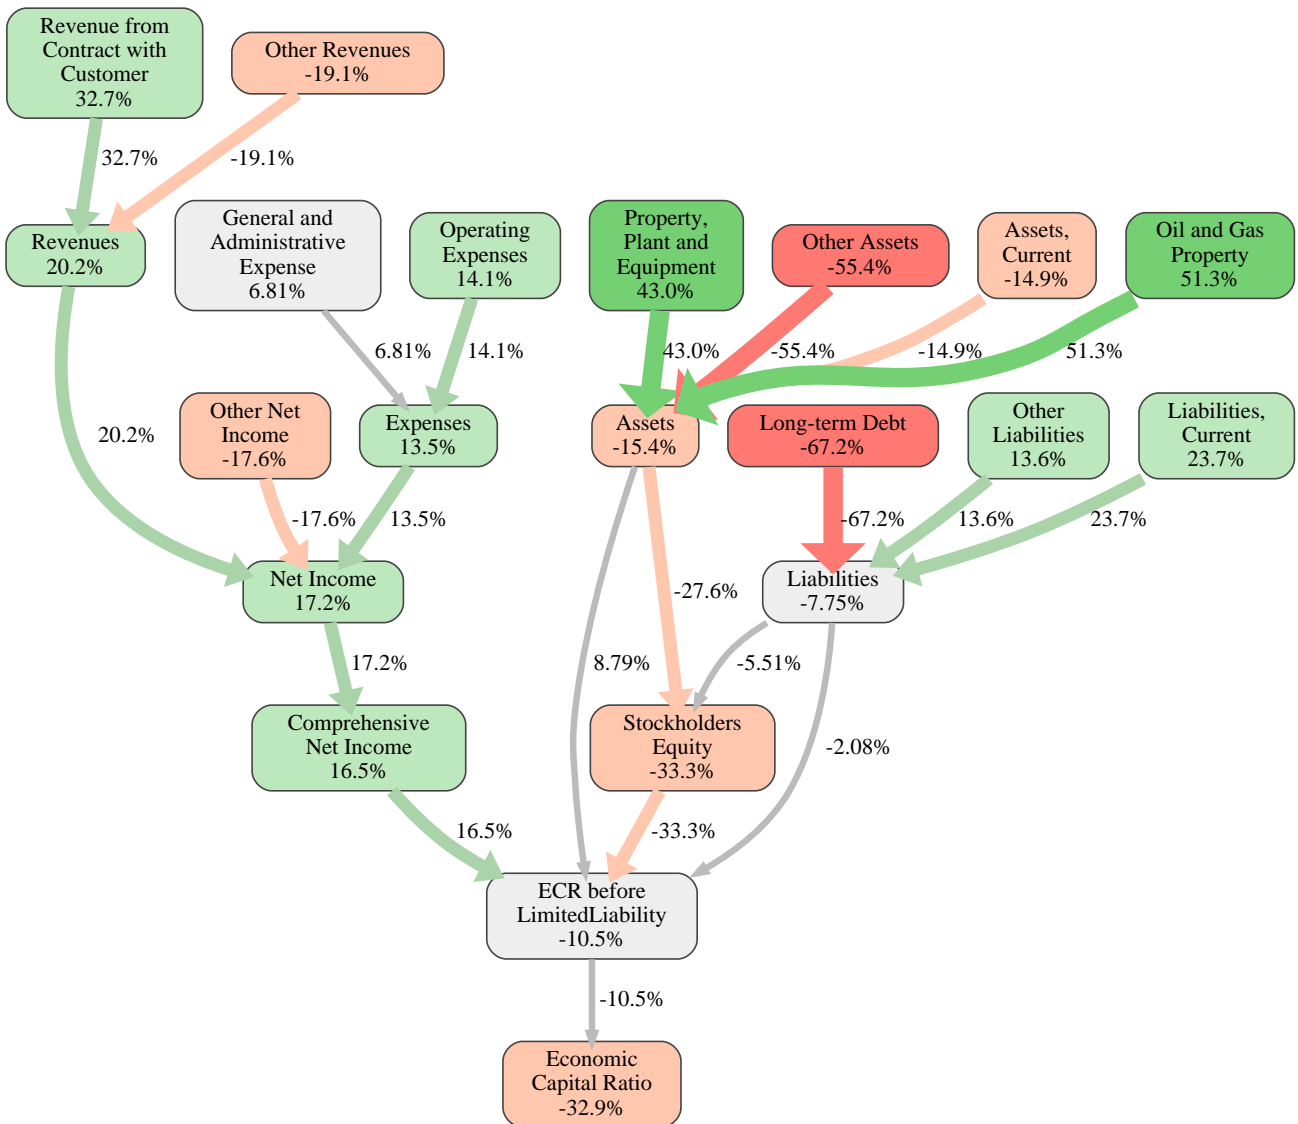 Revenue from
Contract with
Customer
32.7%
Other Revenues
-19.1%
32.7%
-19.1%
Revenues
20.2%
General and
Administrative
Expense
6.81%
Operating
Expenses
14.1%
Property,
Plant and
Equipment
43.0%
Other Assets
-55.4%
Assets,
Current
-14.9%
Oil and Gas
Property
51.3%
6.81%
14.1%
43.0%
-55.4%
-14.9%
51.3%
20.2%
Other Net
Income
-17.6%
Expenses
13.5%
Assets
-15.4%
Long-term Debt
-67.2%
Other
Liabilities
13.6%
Liabilities,
Current
23.7%
-17.6%
13.5%
-67.2%
13.6%
23.7%
Net Income
17.2%
-27.6%
Liabilities
-7.75%
17.2%
8.79%
-5.51%
-2.08%
Comprehensive
Net Income
16.5%
Stockholders
Equity
-33.3%
16.5%
-33.3%
ECR before
LimitedLiability
-10.5%
-10.5%
Economic
Capital Ratio
-32.9%